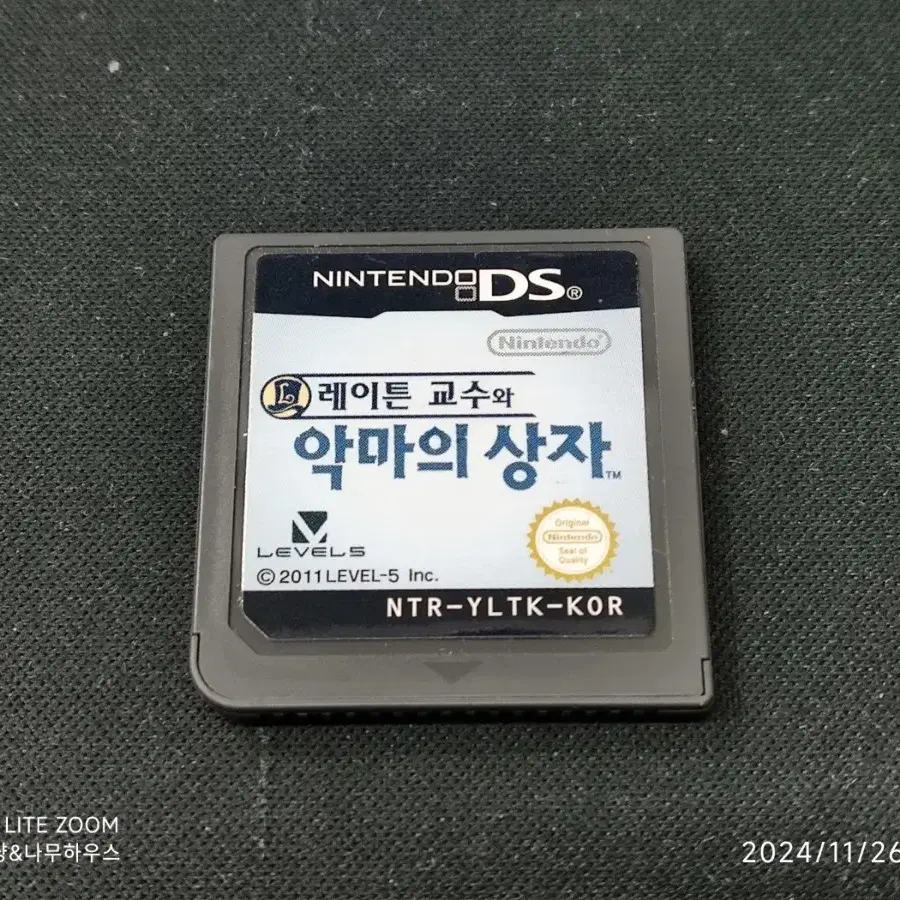 NINTENDO DS®
Nintendo®
L 레이튼 교수와
악마의 상자™
Original
Nintendo
Seal of
Quality
LEVEL5
© 2011 LEVEL-5 Inc.
NTR-YLTK-KOR
LITE ZOOM
&나무하우스
2024/11/26